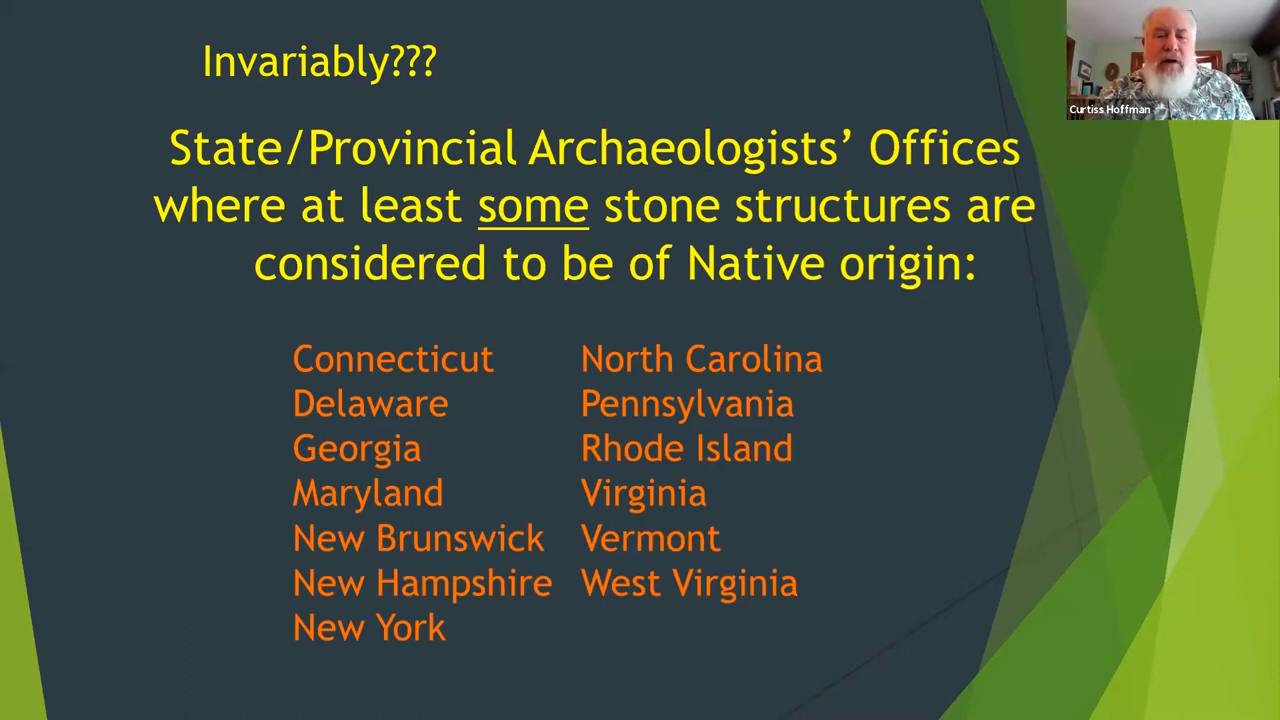 Invariably???
Curtiss Hoffman
State/Provincial Archaeologists’ Offices
where at least some stone structures are
considered to be of Native origin:
Connecticut
Delaware
Georgia
Maryland
New Brunswick
New Hampshire
New York
North Carolina
Pennsylvania
Rhode Island
Virginia
Vermont
West Virginia